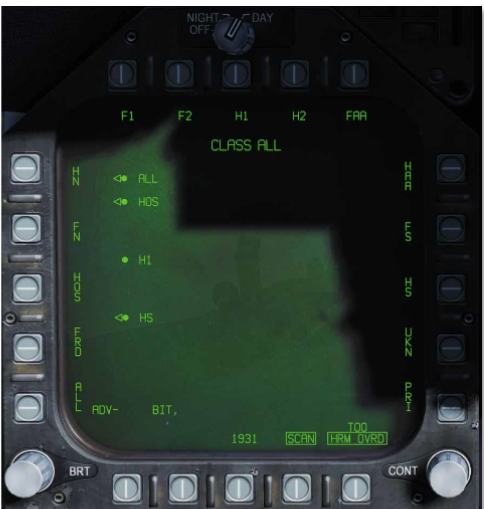 NIGHT DAY
OFF
F1 F2 H1 H2 FAA
CLASS ALL
HN
HAA
ALL
HOS
FN
FS
H1
HOS
HS
HS
FRD
UKN
ALL
PRI
ADV- BIT,
TOO
1931 SCAN HRM OVRD
BRT CONT